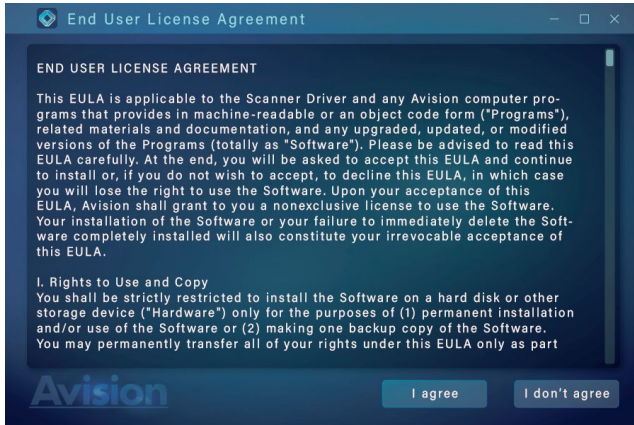 End User License Agreement
END USER LICENSE AGREEMENT
This EULA is applicable to the Scanner Driver and any Avision computer pro-
grams that provides in machine-readable or an object code form ("Programs"),
related materials and documentation, and any upgraded, updated, or modified
versions of the Programs (totally as "Software"). Please be advised to read this
EULA carefully. At the end, you will be asked to accept this EULA and continue
to install or, if you do not wish to accept, to decline this EULA, in which case
you will lose the right to use the Software. Upon your acceptance of this
EULA, Avision shall grant to you a nonexclusive license to use the Software.
Your installation of the Software or your failure to immediately delete the Soft-
ware completely installed will also constitute your irrevocable acceptance of
this EULA.
I. Rights to Use and Copy
You shall be strictly restricted to install the Software on a hard disk or other
storage device ("Hardware") only for the purposes of (1) permanent installation
and/or use of the Software or (2) making one backup copy of the Software.
You may permanently transfer all of your rights under this EULA only as part
Avision
I agree
I don't agree